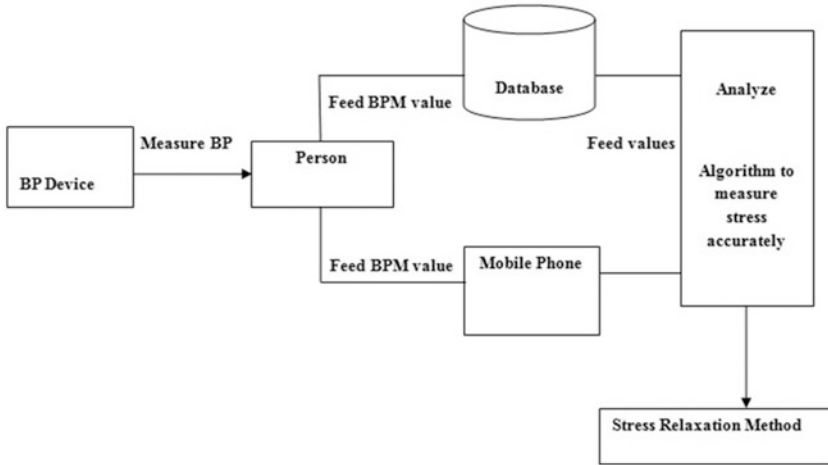 Database
Analyze
Feed BPM value
Measure BP
Person
Feed values
BP Device
Algorithm to
measure
stress
accurately
Feed BPM value
Mobile Phone
Stress Relaxation Method